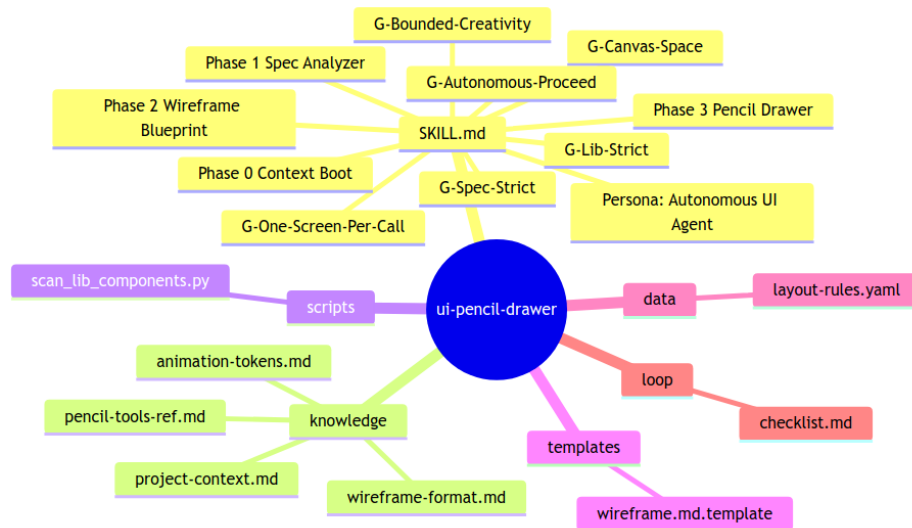 G-Bounded-Creativity
G-Canvas-Space
Phase 1 Spec Analyzer
G-Autonomous-Proceed
Phase 2 Wireframe
Blueprint
Phase 3 Pencil Drawer
SKILL.md
G-Lib-Strict
Phase 0 Context Boot
G-Spec-Strict
Persona: Autonomous UI
Agent
G-One-Screen-Per-Call
scan_lib_components.py
scripts
ui-pencil-drawer
data
layout-rules.yaml
animation-tokens.md
loop
pencil-tools-ref.md
knowledge
checklist.md
templates
project-context.md
wireframe-format.md
wireframe.md.template